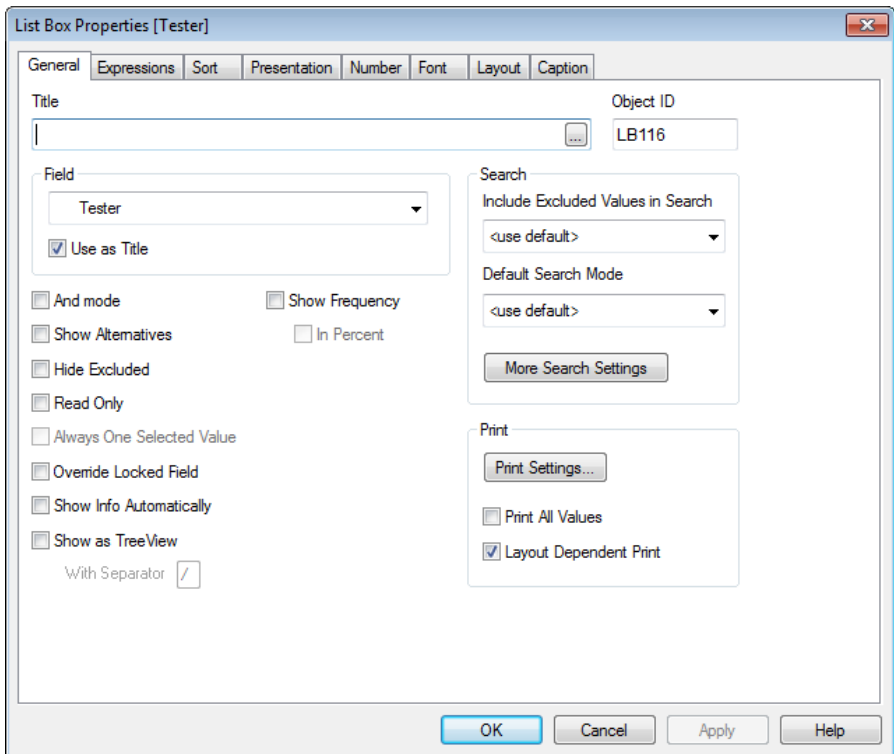 List Box Properties [Tester]
General Expressions Sort Presentation Number Font Layout Caption
Title
Object ID
...
LB116
Field
Tester
Use as Title
Search
Include Excluded Values in Search
<use default>
Default Search Mode
<use default>
More Search Settings
And mode
Show Frequency
Show Alternatives
In Percent
Hide Excluded
Read Only
Always One Selected Value
Override Locked Field
Show Info Automatically
Show as TreeView
With Separator /
Print
Print Settings...
Print All Values
Layout Dependent Print
OK Cancel Apply Help